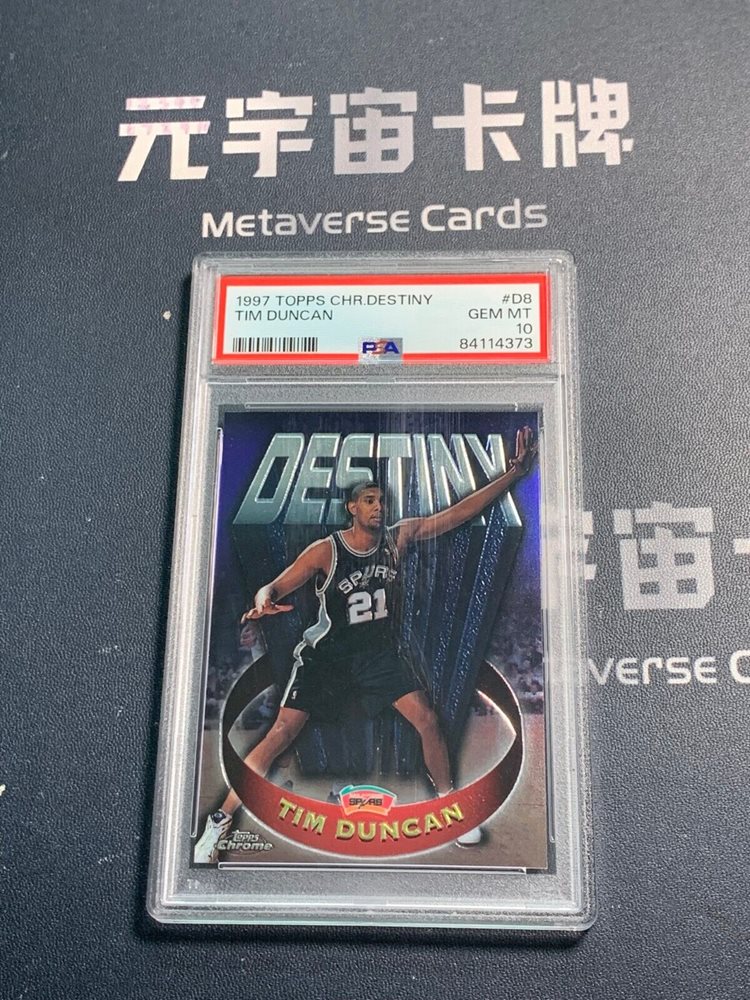 元宇宙卡牌
Metaverse Cards
1997 TOPPS CHR.DESTINY #D8
TIM DUNCAN GEM MT
10
PSA 84114373
DESTINY
SPURS
21
宙
verse C
SPURS
TIM DUNCAN
Topps
Chrome